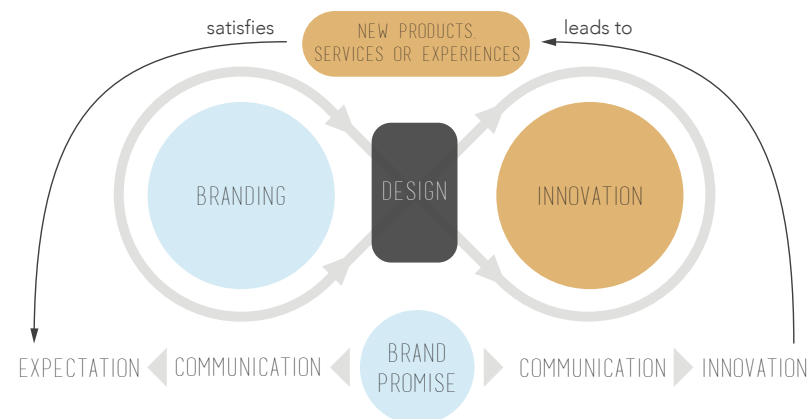 satisfies
leads to
NEW PRODUCTS,
SERVICES OR EXPERIENCES
BRANDING
DESIGN
INNOVATION
EXPECTATION
COMMUNICATION
BRAND
PROMISE
COMMUNICATION
INNOVATION